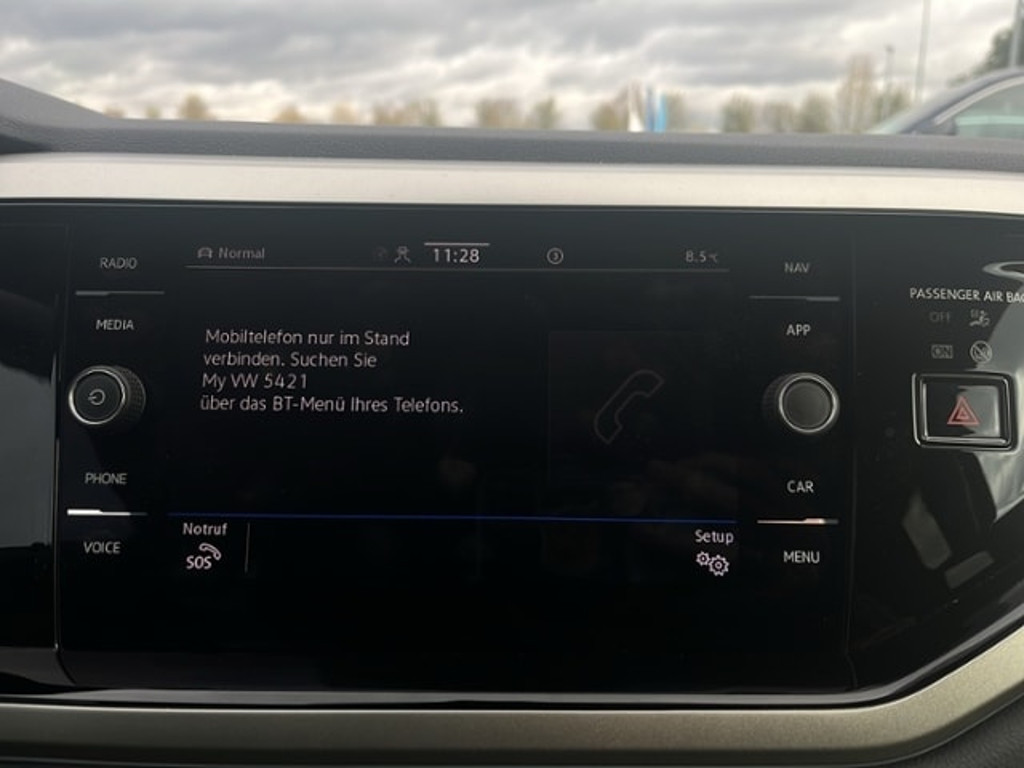 RADIO
Normal
11:28
3
8.5°C
NAV
PASSENGER AIR BAG
OFF
MEDIA
APP
ON
Mobiltelefon nur im Stand
verbinden. Suchen Sie
My VW 5421
über das BT-Menü Ihres Telefons.
PHONE
CAR
VOICE
Notruf
SOS
Setup
MENU